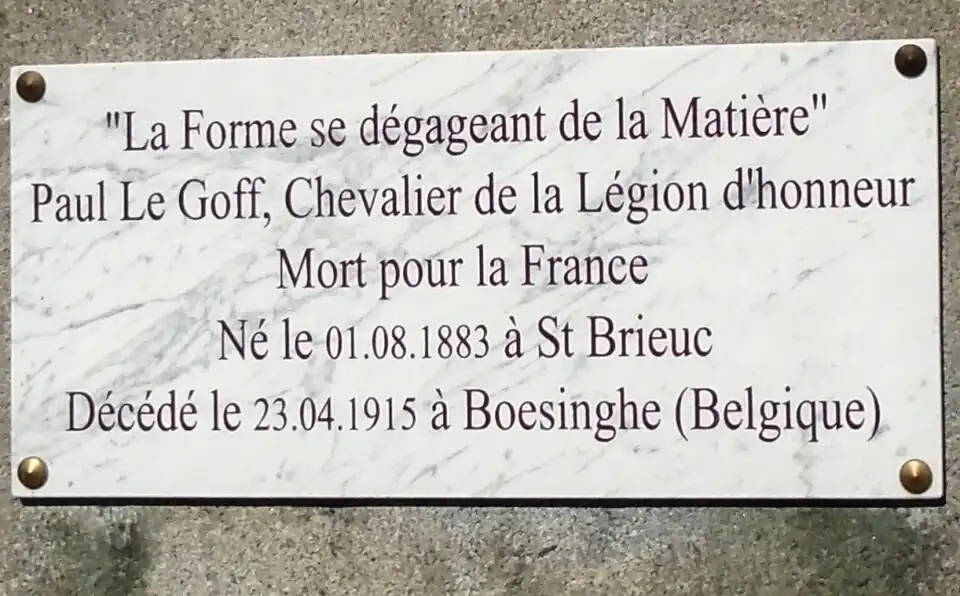 "La Forme se dégageant de la Matière"
Paul Le Goff, Chevalier de la Légion d'honneur
Mort pour la France
Né le 01.08.1883 à St Brieuc
Décédé le 23.04.1915 à Boesinghe (Belgique)